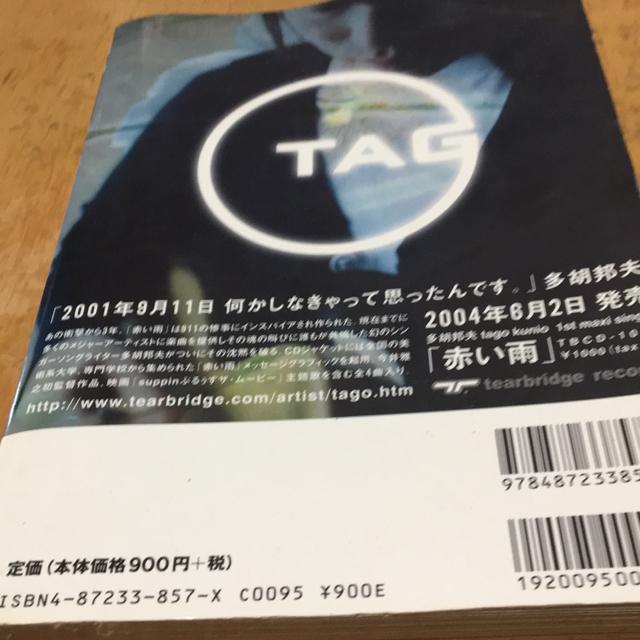 TAG
「2001年9月11日 何かしなきゃって思ったんです。」多胡邦夫
あの衝撃から3年、「赤い雨」は911の惨事にインスパイアされ作られた。現在までに
多くのメジャーアーティストに楽曲を提供しその魂の叫びに誰もが共鳴した幻のシン
ガーソングライター多胡邦夫がついにその沈黙を破る。CDジャケットには全国の美
術系大学、専門学校から集められた「赤い雨」メッセージグラフィックを起用。今井雅
之初監督作品、映画「suppinぶるぅすザ・ムービー」主題歌を含む全4曲入り。
http://www.tearbridge.com/artist/tago.htm
2004年6月2日 発売
多胡邦夫 tago kunio 1st maxi sing
「赤い雨」
TBCD-10
¥1000(tax
tearbridge recor
97848723385
192009500
定価(本体価格900円+税)
ISBN4-87233-857-X C0095 ¥900E